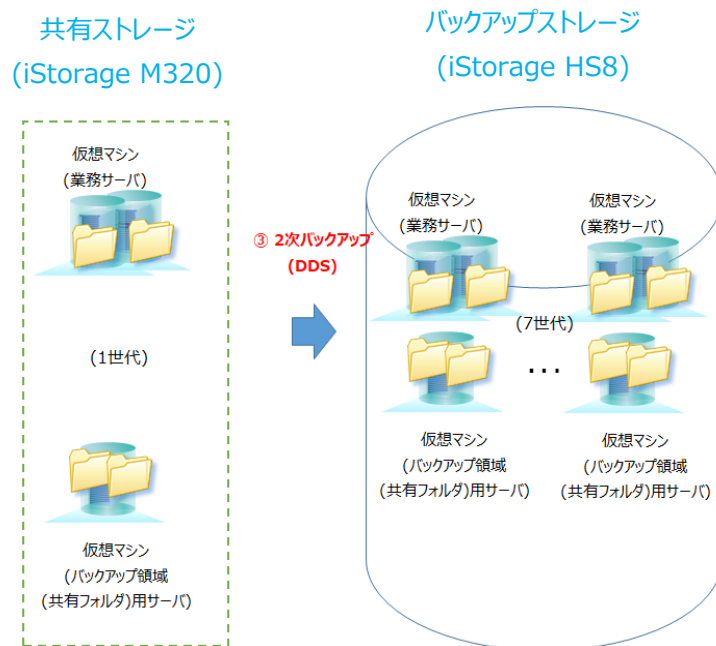 共有ストレージ
(iStorage M320)
バックアップストレージ
(iStorage HS8)
仮想マシン
(業務サーバ)
(1世代)
仮想マシン
(バックアップ領域
(共有フォルダ)用サーバ)
③ 2次バックアップ
(DDS)
仮想マシン
(業務サーバ)
仮想マシン
(業務サーバ)
(7世代)
...
仮想マシン
(バックアップ領域
(共有フォルダ)用サーバ)
仮想マシン
(バックアップ領域
(共有フォルダ)用サーバ)